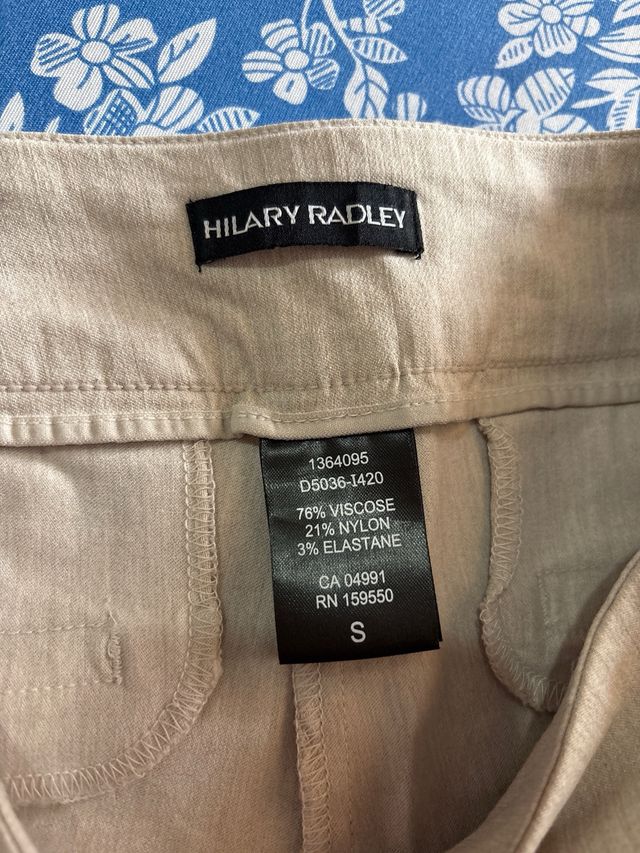 HILARY RADLEY
1364095
D5036-I420
76% VISCOSE
21% NYLON
3% ELASTANE
CA 04991
RN 159550
S